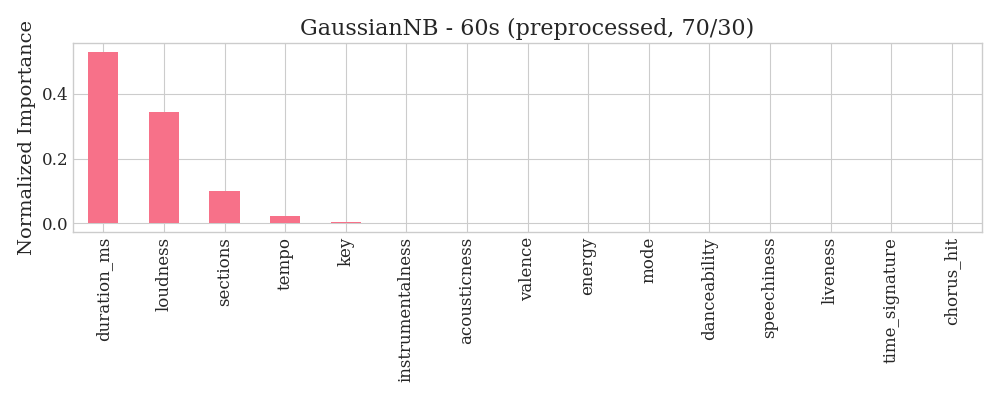 GaussianNB - 60s (preprocessed, 70/30)
Normalized Importance
0.4
0.2
0.0
duration_ms
loudness
sections
tempo
key
instrumentalness
acousticness
valence
energy
mode
danceability
speechiness
liveness
time_signature
chorus_hit